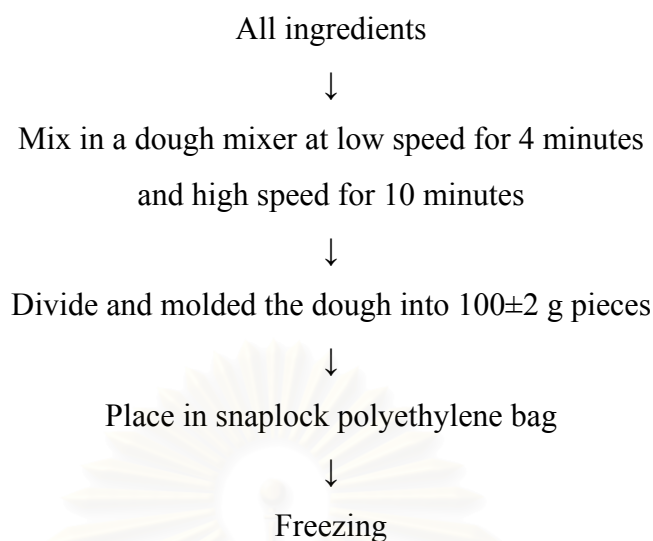 All ingredients
↓
Mix in a dough mixer at low speed for 4 minutes
and high speed for 10 minutes
↓
Divide and molded the dough into 100±2 g pieces
↓
Place in snaplock polyethylene bag
↓
Freezing